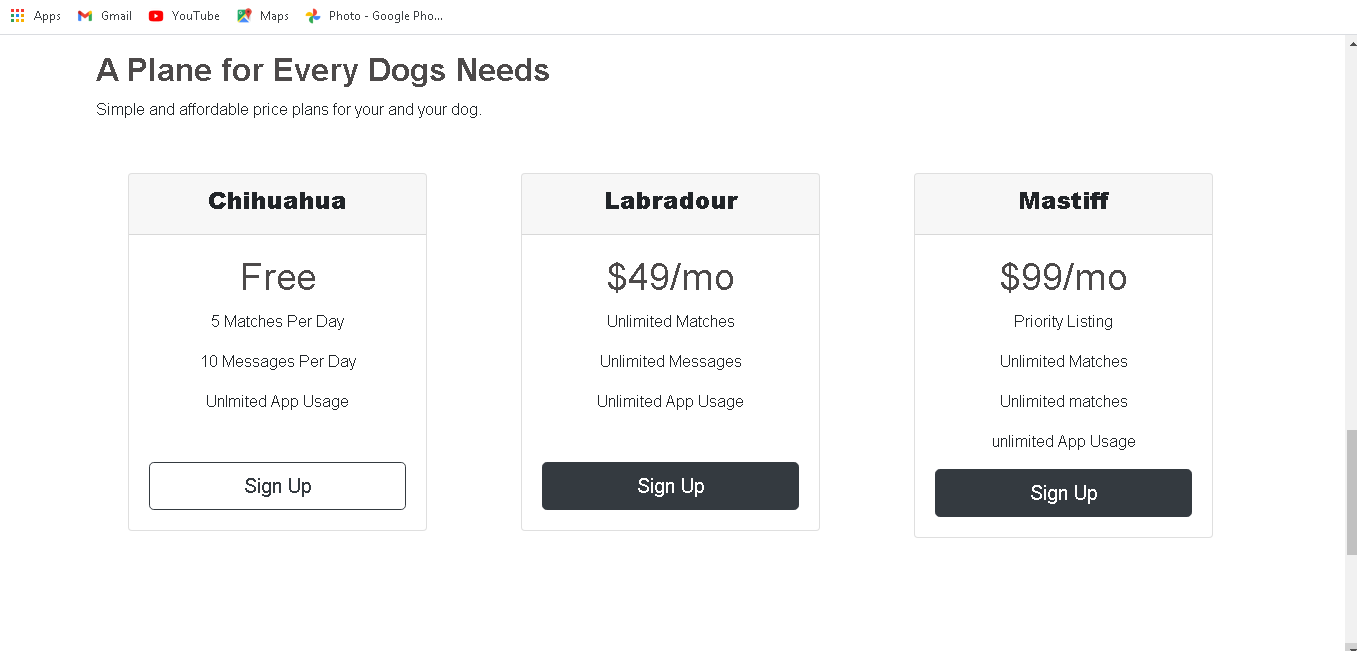 Apps Gmail YouTube Maps Photo - Google Pho...
A Plane for Every Dogs Needs
Simple and affordable price plans for your and your dog.
Chihuahua
Free
5 Matches Per Day
10 Messages Per Day
Unlmited App Usage
Sign Up
Labradour
$49/mo
Unlimited Matches
Unlimited Messages
Unlimited App Usage
Sign Up
Mastiff
$99/mo
Priority Listing
Unlimited Matches
Unlimited matches
unlimited App Usage
Sign Up